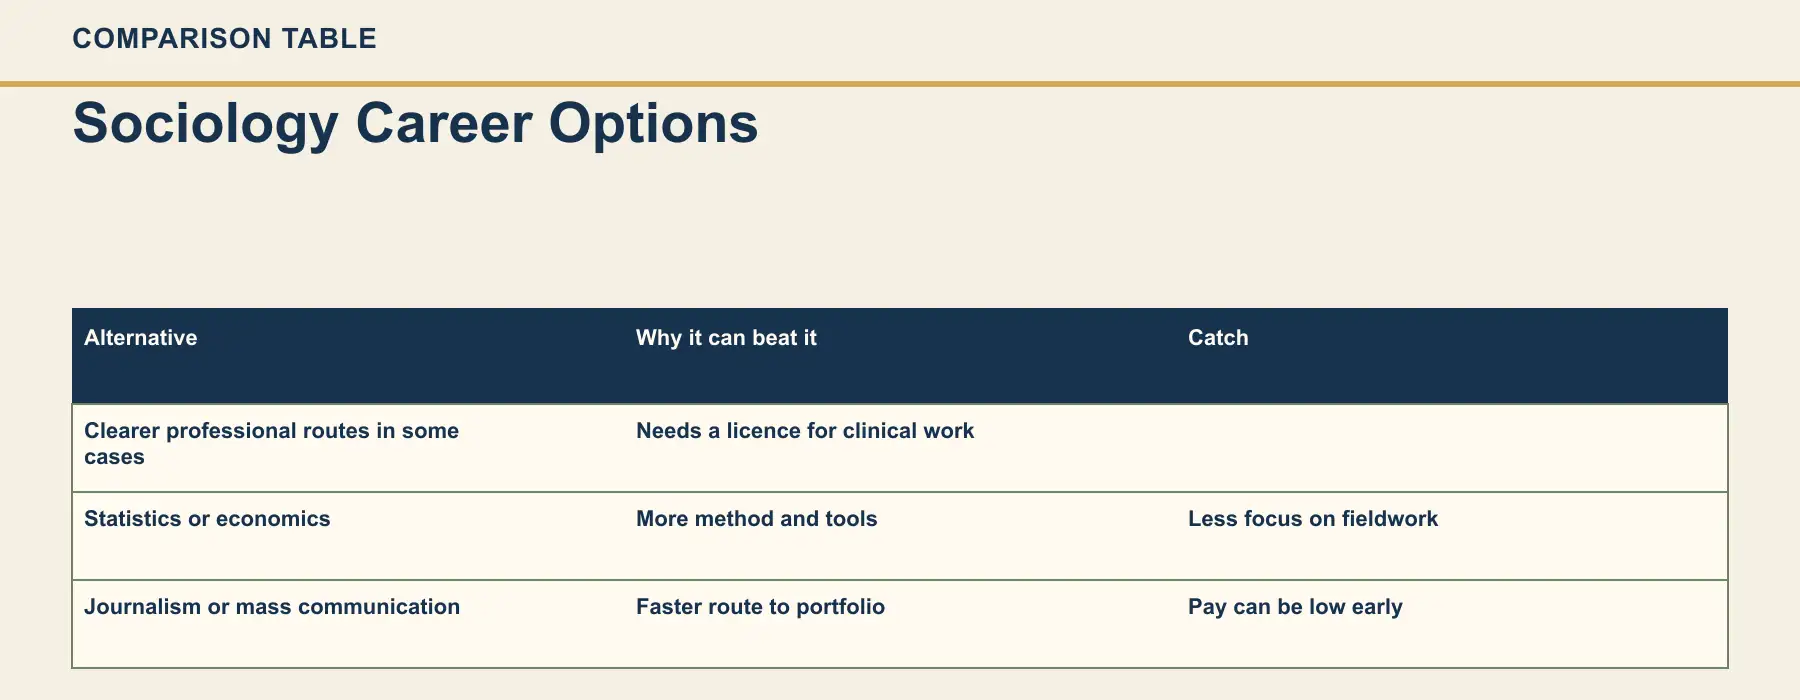 COMPARISON TABLE
Sociology Career Options
Alternative Why it can beat it Catch
Clearer professional routes in some cases Needs a licence for clinical work
Statistics or economics More method and tools Less focus on fieldwork
Journalism or mass communication Faster route to portfolio Pay can be low early